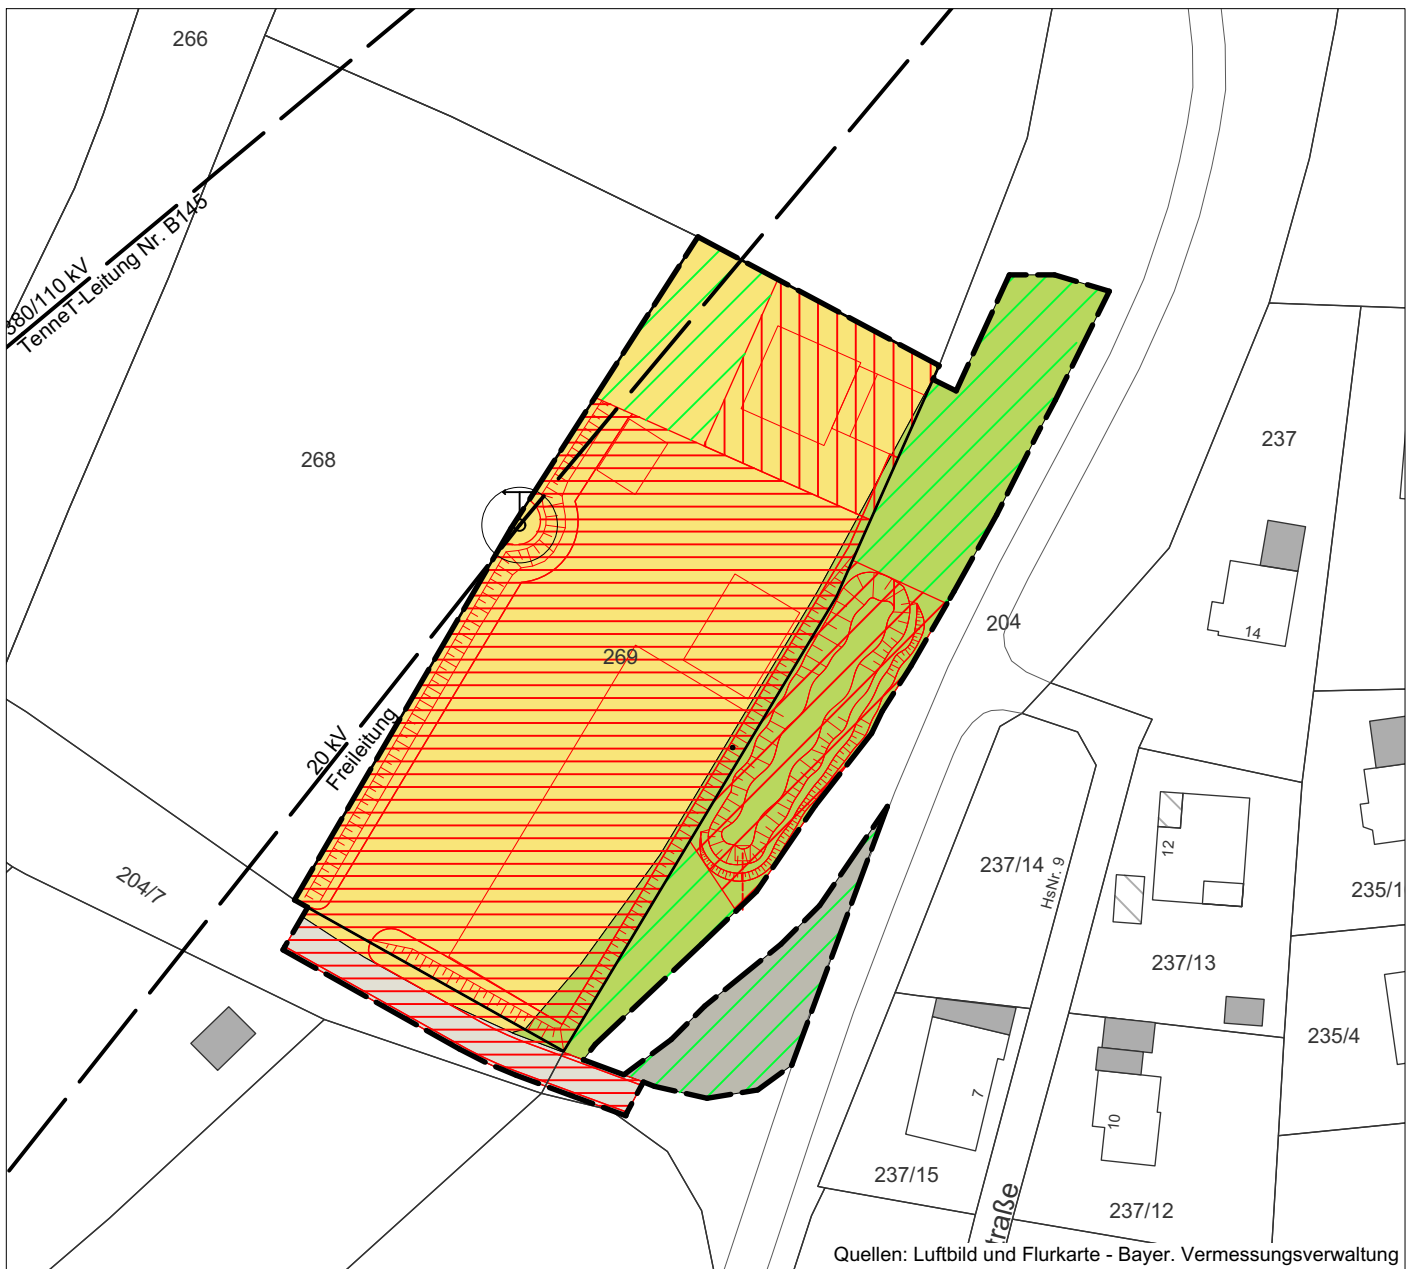 266
380/110 kV
TenneT-Leitung Nr. B145
268
237
14
204
269
20 kV
Freileitung
12
237/14
HsNr. 9
204/7
235/1
237/13
235/4
7
10
237/15
237/12
traße
Quellen: Luftbild und Flurkarte - Bayer. Vermessungsverwaltung